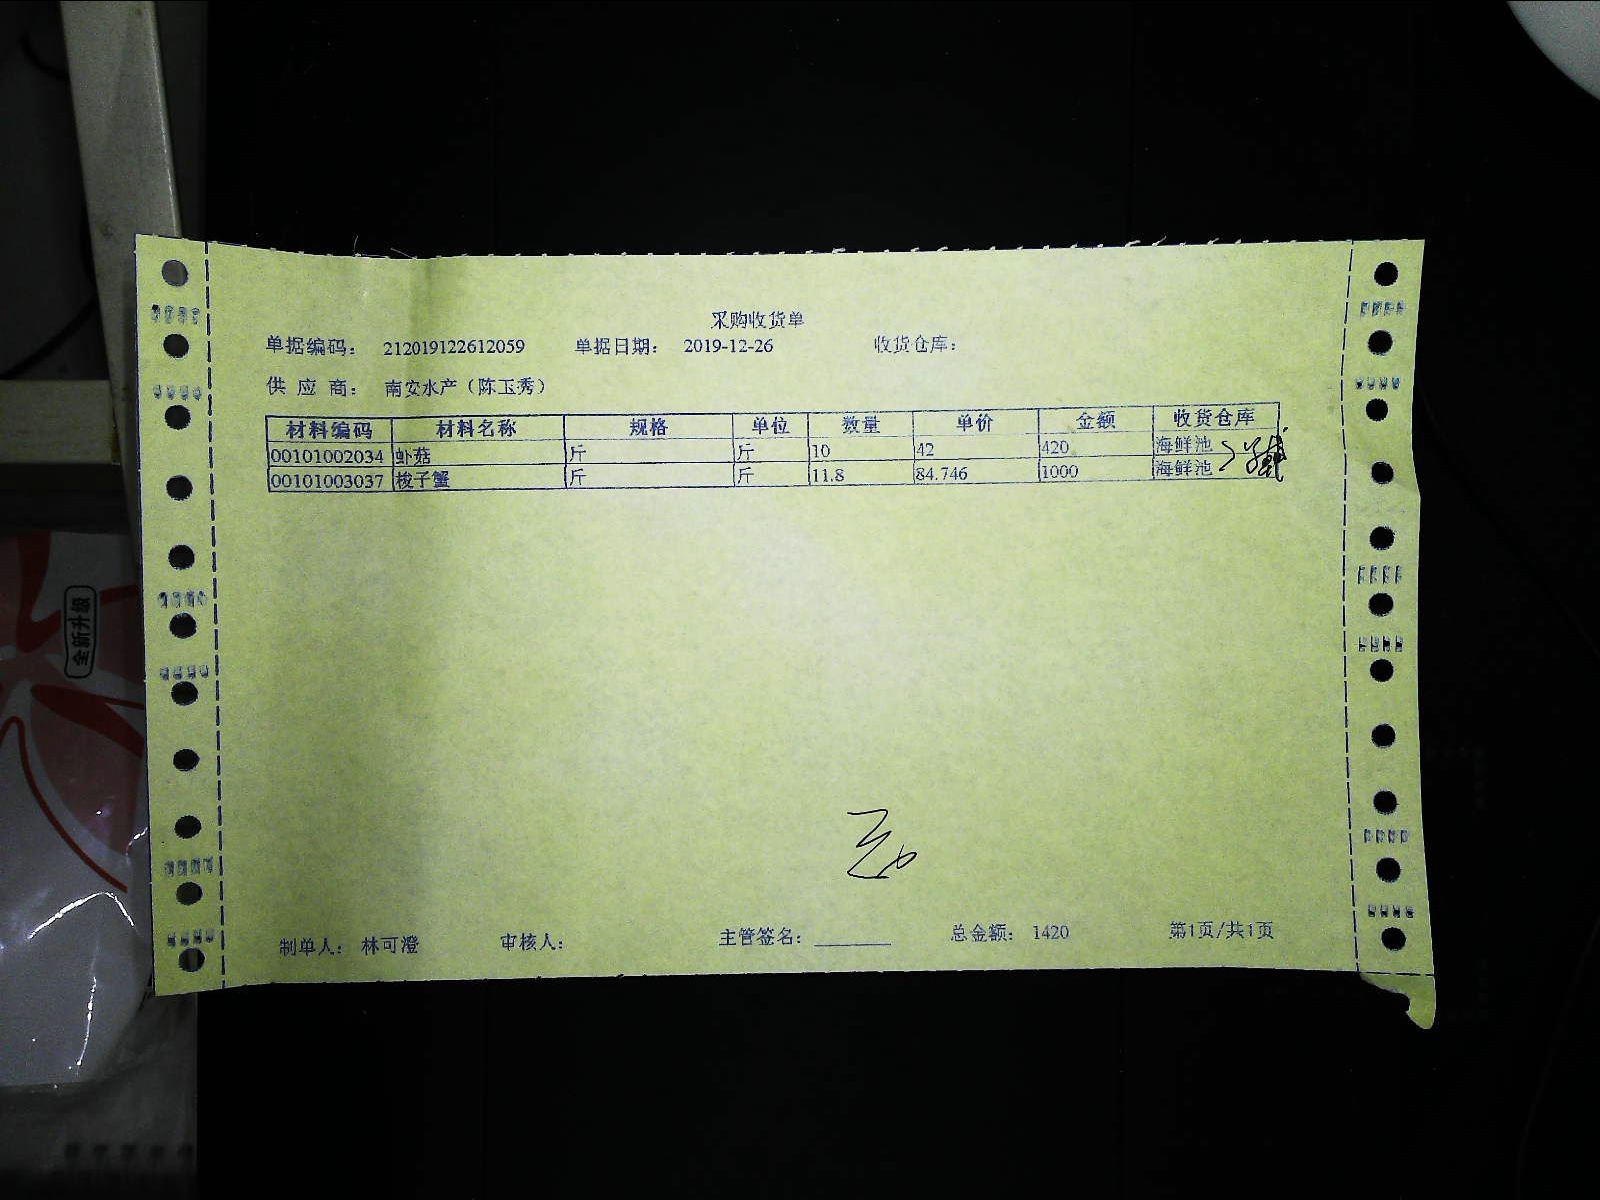 采购收货单
单据编码： 212019122612059 单据日期： 2019-12-26 收货仓库：
供 应 商： 南安水产（陈玉秀）
材料编码 材料名称 规格 单位 数量 单价 金额 收货仓库
00101002034 虾菇 斤 斤 10 42 420 海鲜池
00101003037 梭子蟹 斤 斤 11.8 84.746 1000 海鲜池
全新升级
制单人： 林可澄 审核人： 主管签名： 总金额： 1420 第1页/共1页